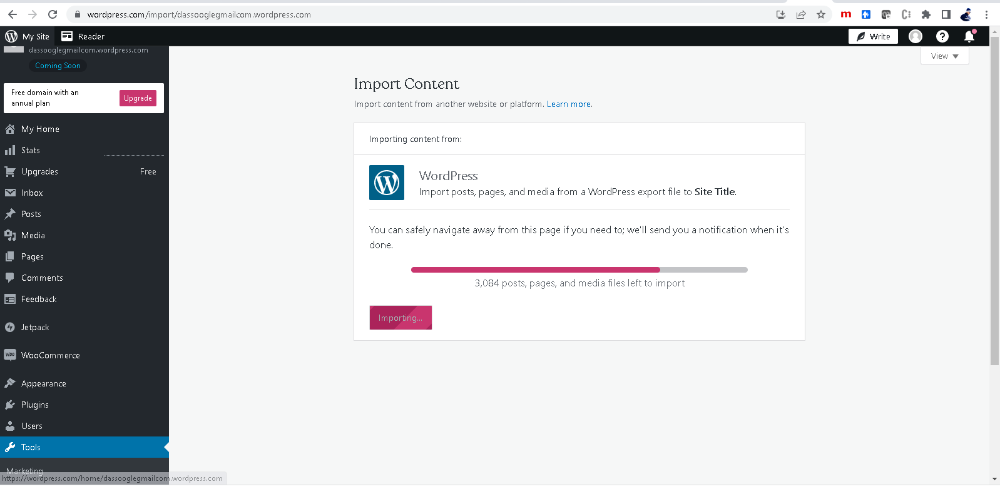 wordpress.com/import/dassooglegmailcom.wordpress.com
My Site
Reader
Write
dassooglegmailcom.wordpress.com
Coming Soon
View
Free domain with an
annual plan
Upgrade
Import Content
Import content from another website or platform. Learn more.
My Home
Stats
Upgrades
Free
Inbox
Posts
Media
Pages
Comments
Feedback
Jetpack
WooCommerce
Appearance
Plugins
Users
Tools
Marketing
Importing content from:
WordPress
Import posts, pages, and media from a WordPress export file to Site Title.
You can safely navigate away from this page if you need to; we'll send you a notification when it's
done.
3,084 posts, pages, and media files left to import
Importing...
https://wordpress.com/home/dassooglegmailcom.wordpress.com